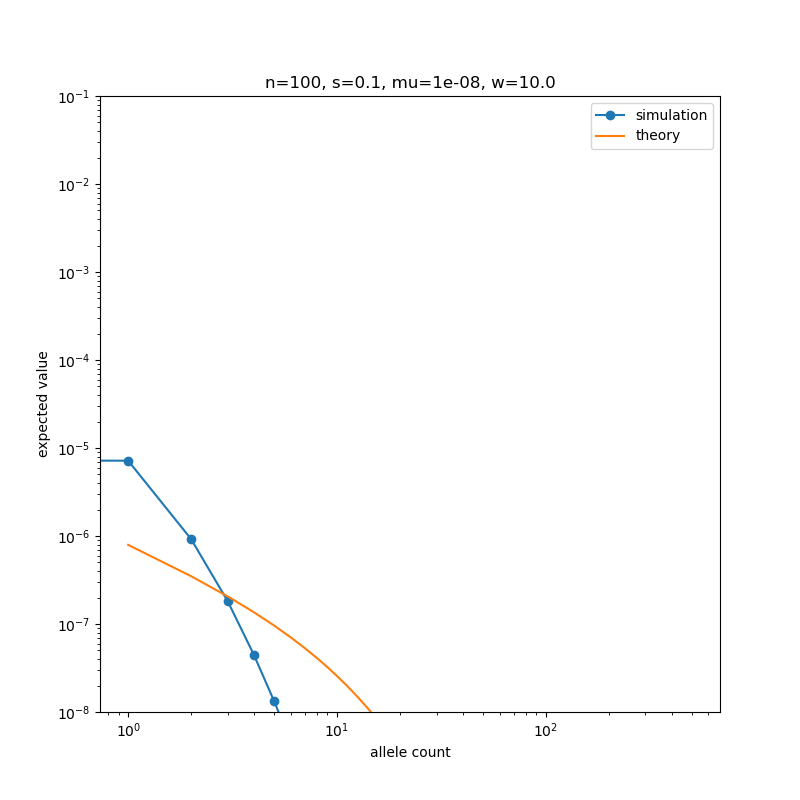 n=100, s=0.1, mu=1e-08, w=10.0
simulation
theory
expected value
10⁻¹
10⁻²
10⁻³
10⁻⁴
10⁻⁵
10⁻⁶
10⁻⁷
10⁻⁸
10⁰ 10¹ 10²
allele count